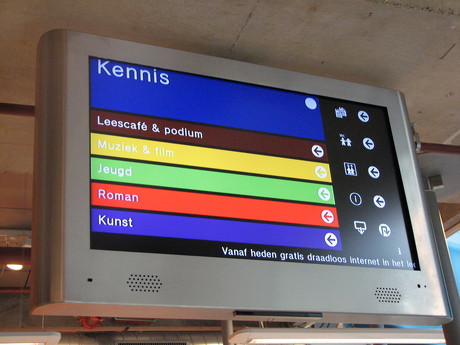 Kennis
Leescafé & podium
Muziek & film
Jeugd
Roman
Kunst
Vanaf heden gratis draadloos internet in het